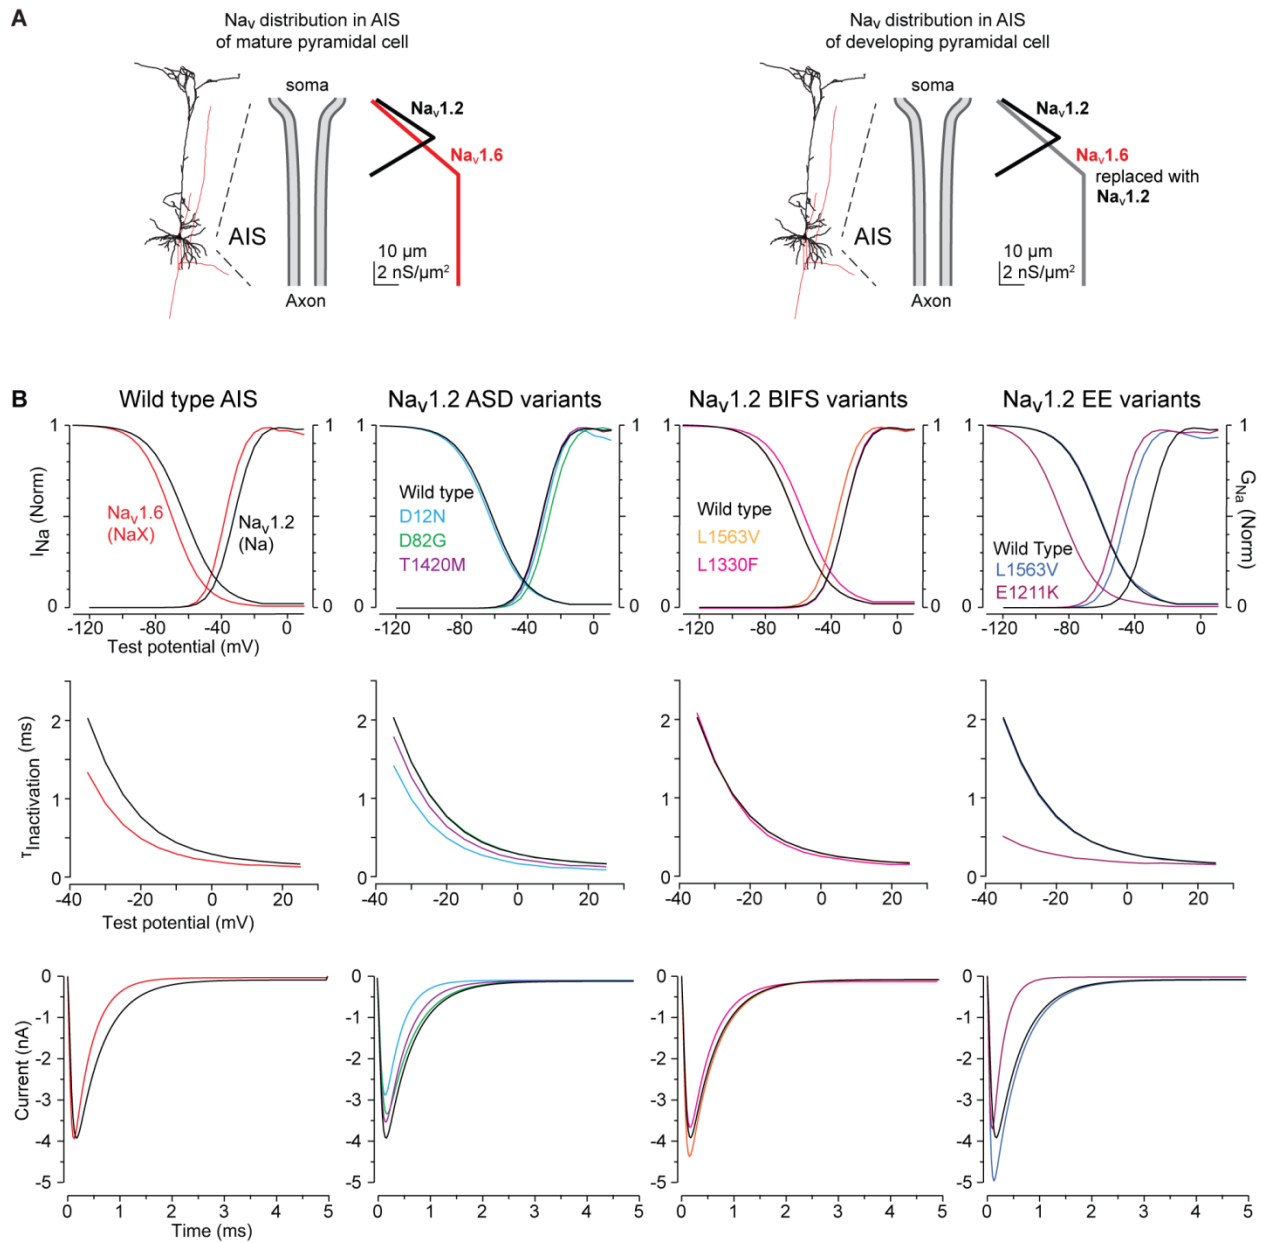 A
Naᵥ distribution in AIS
of mature pyramidal cell
soma
Naᵥ1.2
Naᵥ1.6
AIS
10 µm
2 nS/µm²
Axon
Naᵥ distribution in AIS
of developing pyramidal cell
soma
Naᵥ1.2
Naᵥ1.6
replaced with
Naᵥ1.2
AIS
10 µm
2 nS/µm²
Axon
B
Wild type AIS
Naᵥ1.2 ASD variants
Naᵥ1.2 BIFS variants
Naᵥ1.2 EE variants
1
I_Na (Norm)
0
Naᵥ1.6
(NaX)
Naᵥ1.2
(Na)
1
0
-120 -80 -40 0
Test potential (mV)
1
0
Wild type
D12N
D82G
T1420M
1
0
-120 -80 -40 0
1
0
Wild type
L1563V
L1330F
1
0
-120 -80 -40 0
1
0
Wild Type
L1563V
E1211K
1
G_Na (Norm)
0
-120 -80 -40 0
τ_Inactivation (ms)
2
1
0
-40 -20 0 20
Test potential (mV)
2
1
0
-40 -20 0 20
2
1
0
-40 -20 0 20
2
1
0
-40 -20 0 20
Current (nA)
0
-1
-2
-3
-4
-5
0 1 2 3 4 5
Time (ms)
0
-1
-2
-3
-4
-5
0 1 2 3 4 5
0
-1
-2
-3
-4
-5
0 1 2 3 4 5
0
-1
-2
-3
-4
-5
0 1 2 3 4 5